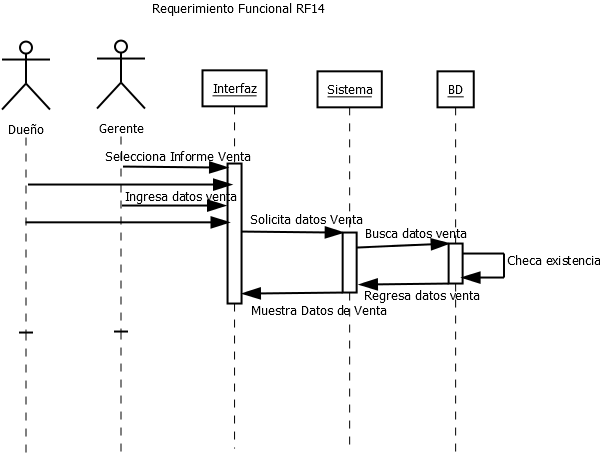 Requerimiento Funcional RF14
Interfaz
Sistema
BD
Dueño
Gerente
Selecciona Informe Venta
Ingresa datos venta
Solicita datos Venta
Busca datos venta
Checa existencia
Regresa datos venta
Muestra Datos de Venta